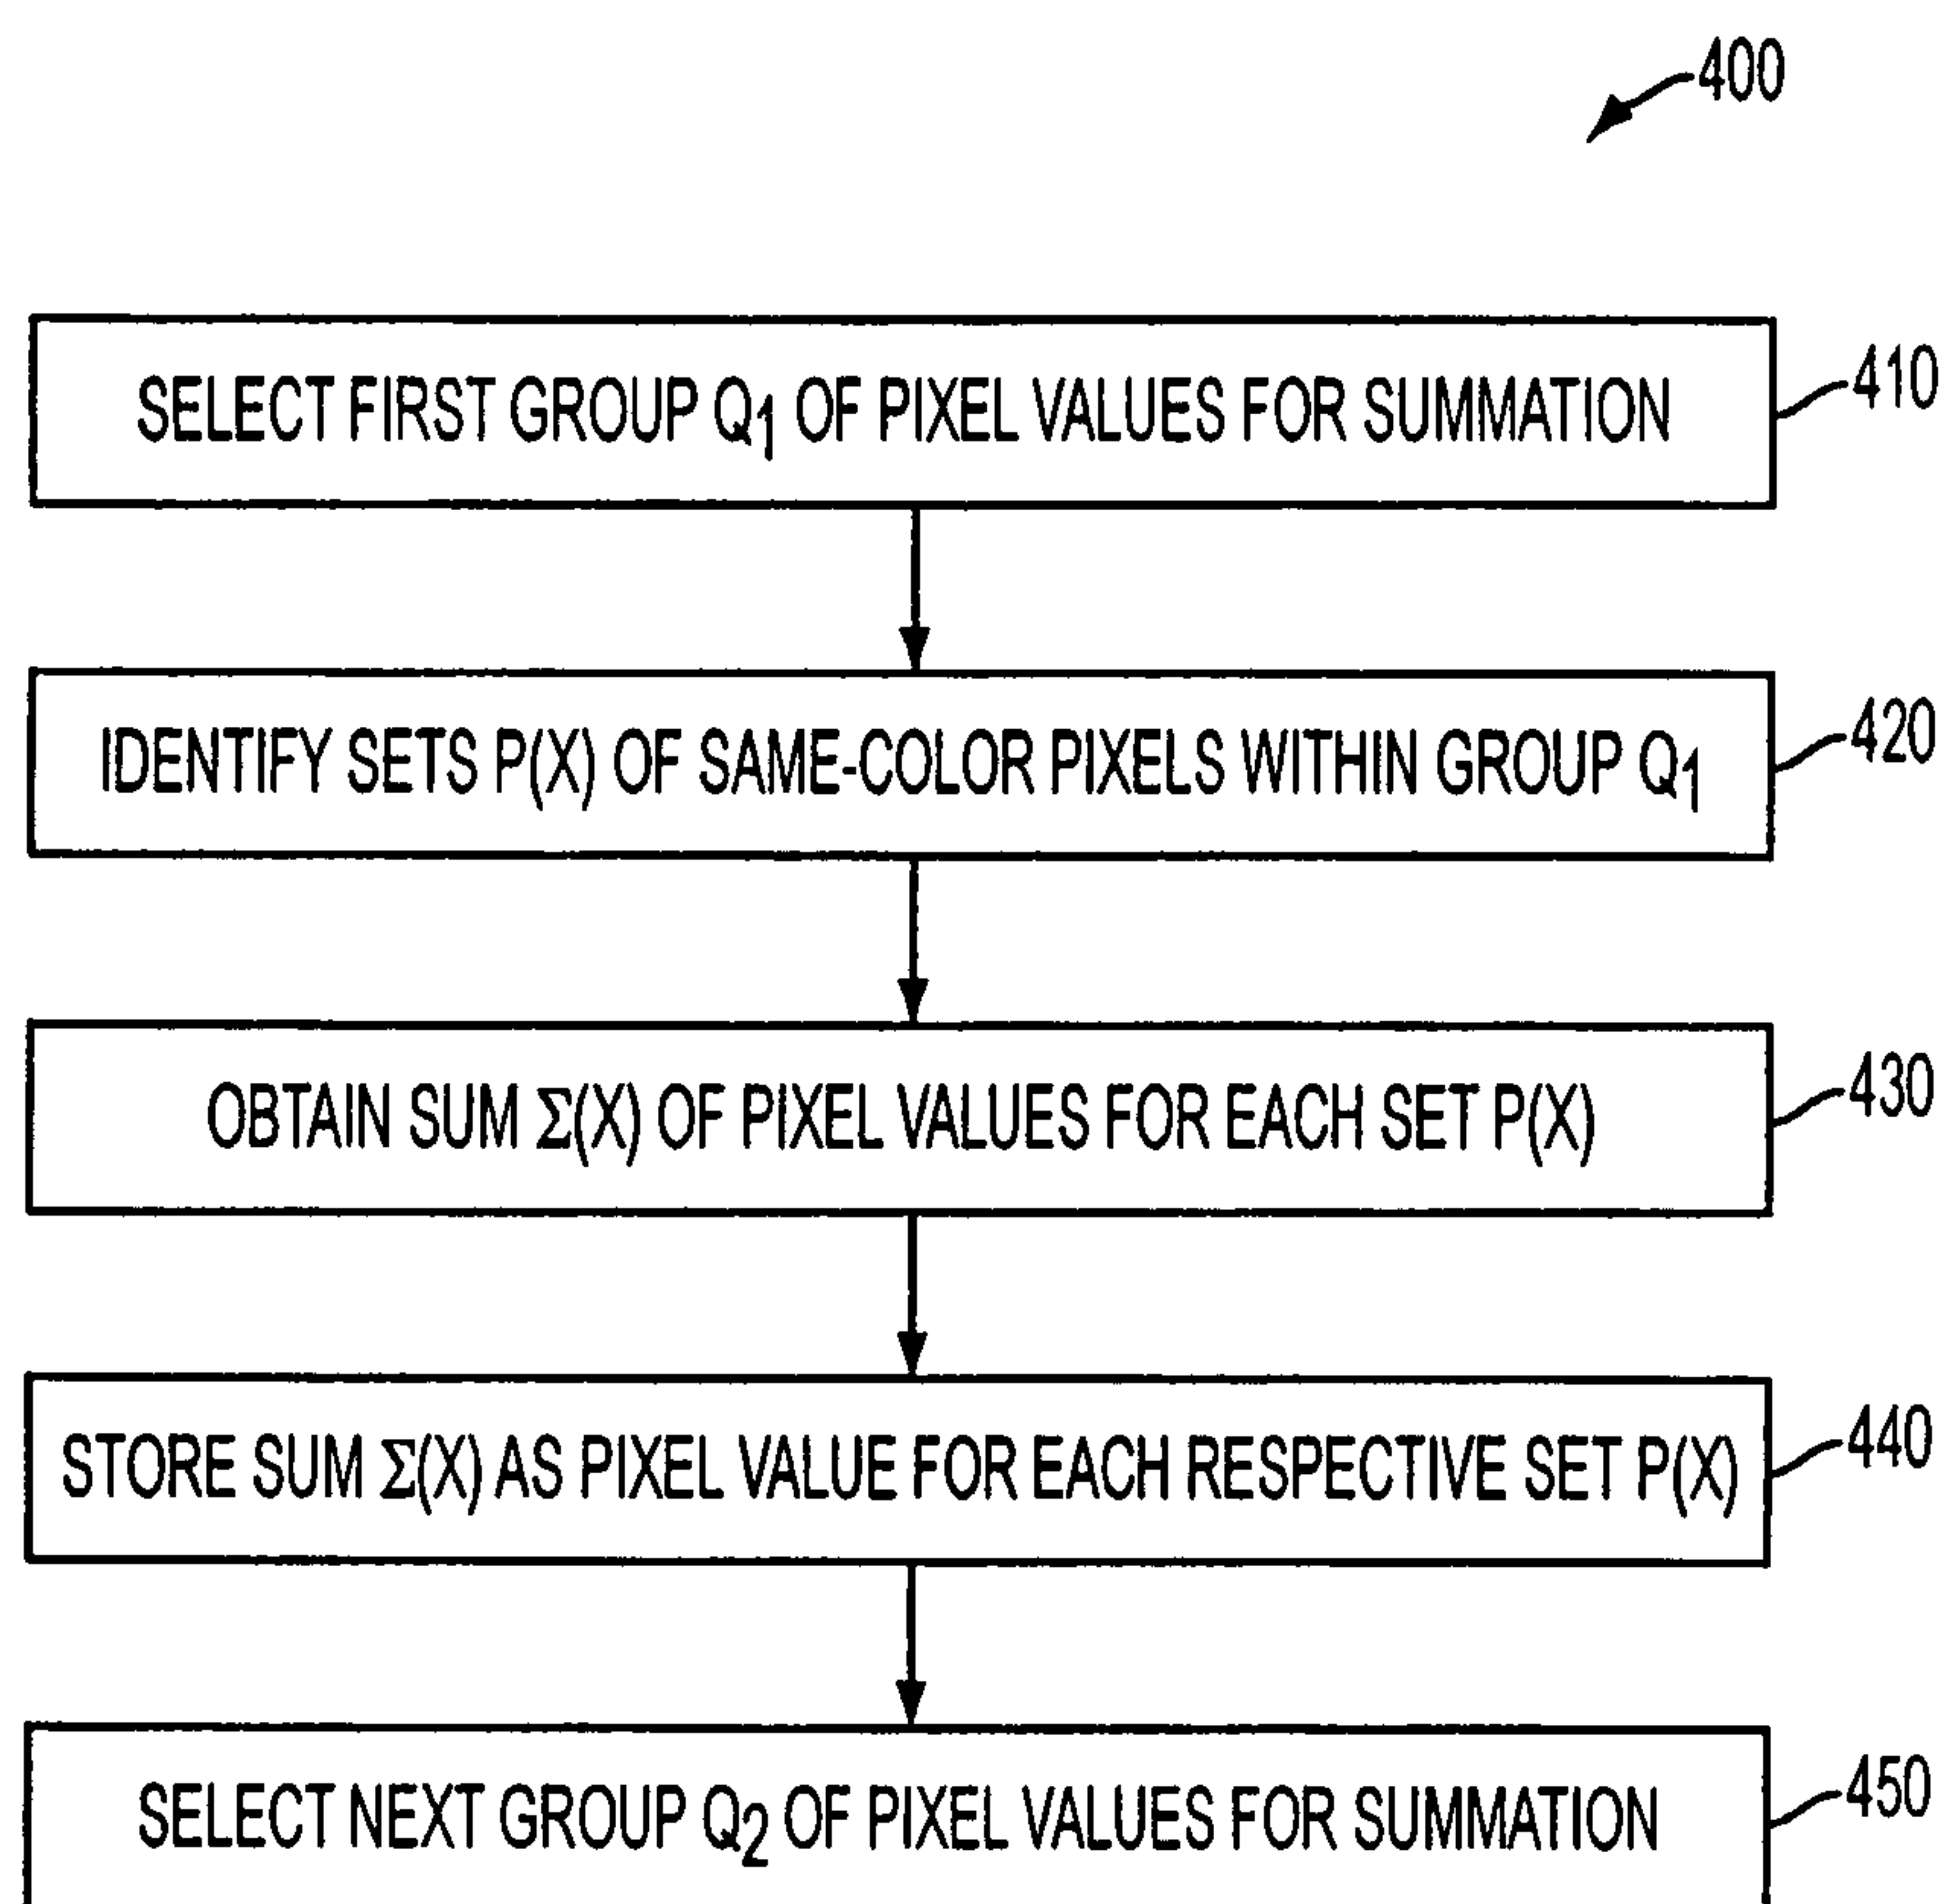 400
SELECT FIRST GROUP Q1 OF PIXEL VALUES FOR SUMMATION
410
IDENTIFY SETS P(X) OF SAME-COLOR PIXELS WITHIN GROUP Q1
420
OBTAIN SUM Σ(X) OF PIXEL VALUES FOR EACH SET P(X)
430
STORE SUM Σ(X) AS PIXEL VALUE FOR EACH RESPECTIVE SET P(X)
440
SELECT NEXT GROUP Q2 OF PIXEL VALUES FOR SUMMATION
450